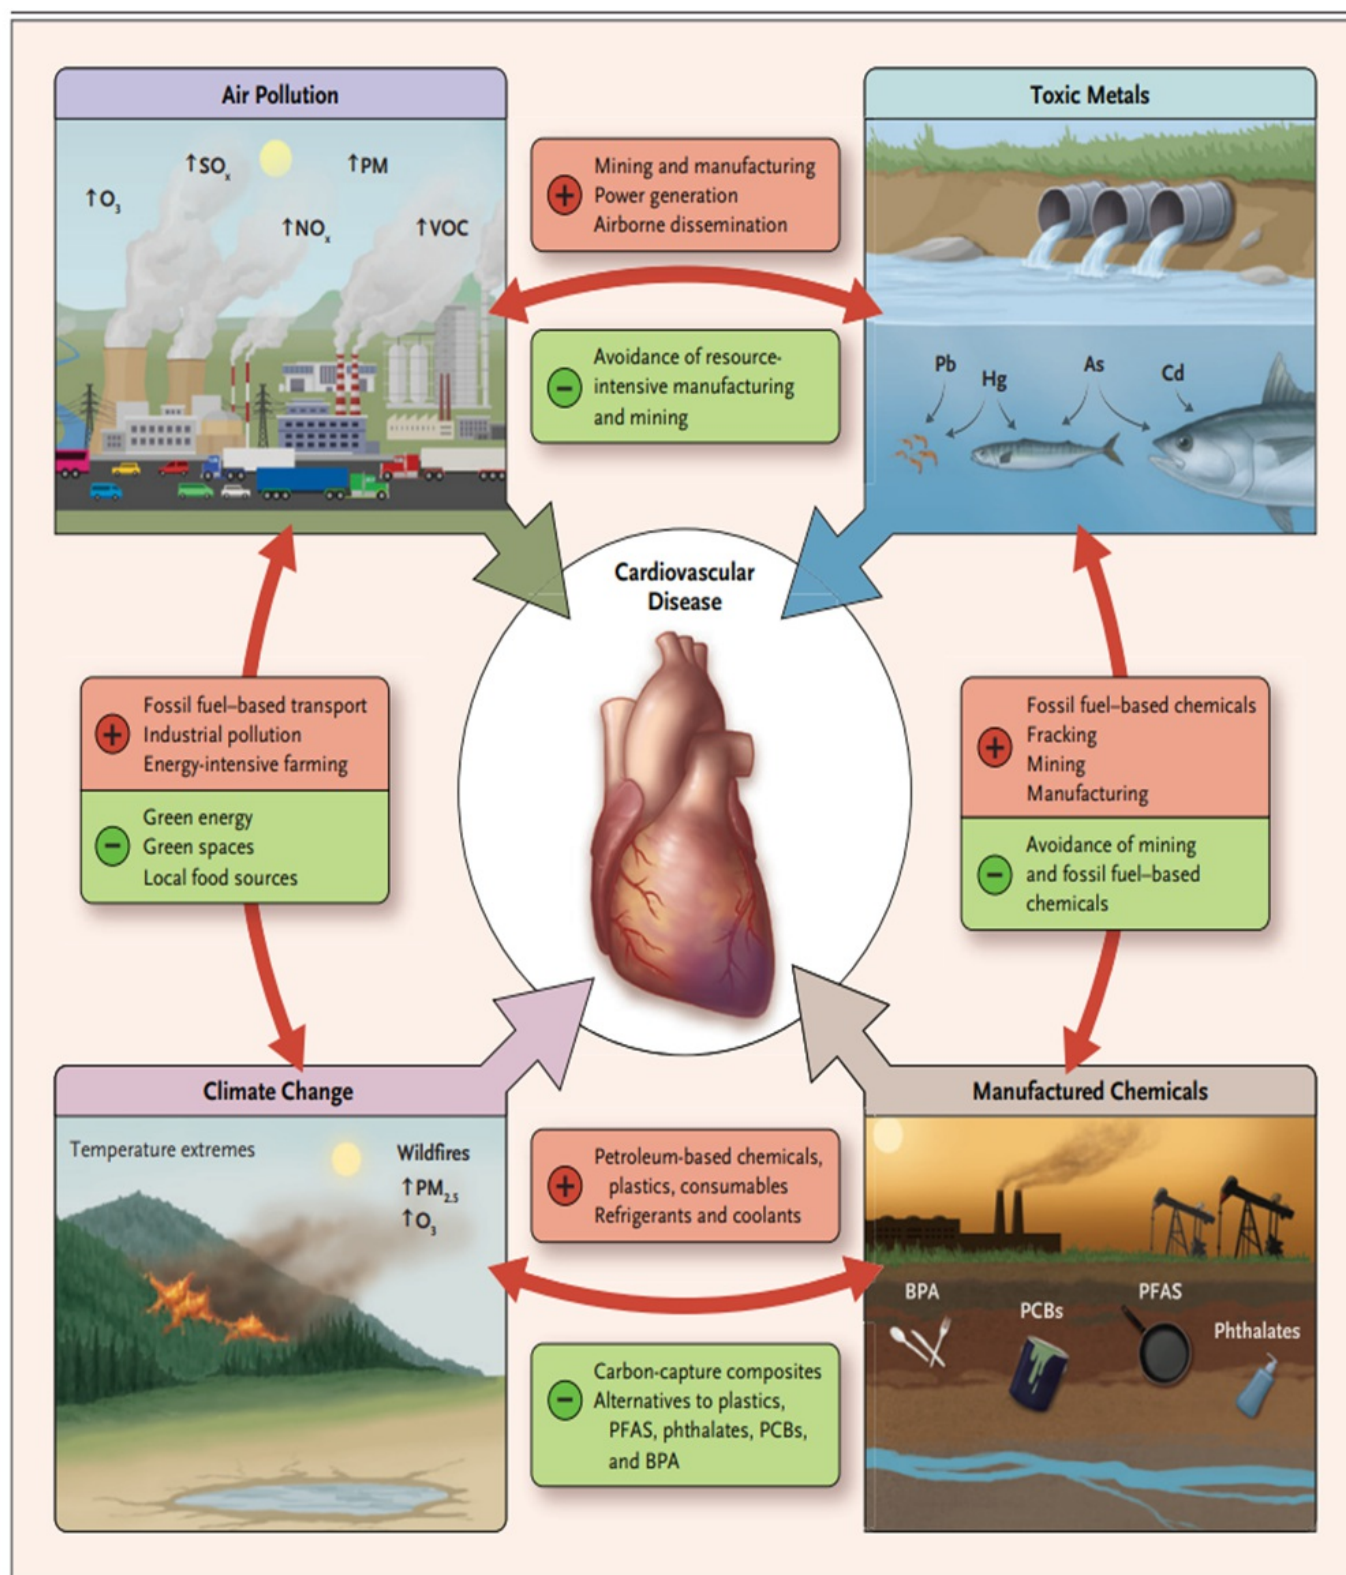 Air Pollution
↑O₃
↑SOₓ
↑PM
↑NOₓ
↑VOC
Mining and manufacturing
Power generation
Airborne dissemination
Avoidance of resource-
intensive manufacturing
and mining
Toxic Metals
Pb
Hg
As
Cd
Cardiovascular
Disease
Fossil fuel–based transport
Industrial pollution
Energy-intensive farming
Green energy
Green spaces
Local food sources
Fossil fuel–based chemicals
Fracking
Mining
Manufacturing
Avoidance of mining
and fossil fuel–based
chemicals
Climate Change
Temperature extremes
Wildfires
↑PM₂.₅
↑O₃
Petroleum-based chemicals,
plastics, consumables
Refrigerants and coolants
Carbon-capture composites
Alternatives to plastics,
PFAS, phthalates, PCBs,
and BPA
Manufactured Chemicals
BPA
PCBs
PFAS
Phthalates